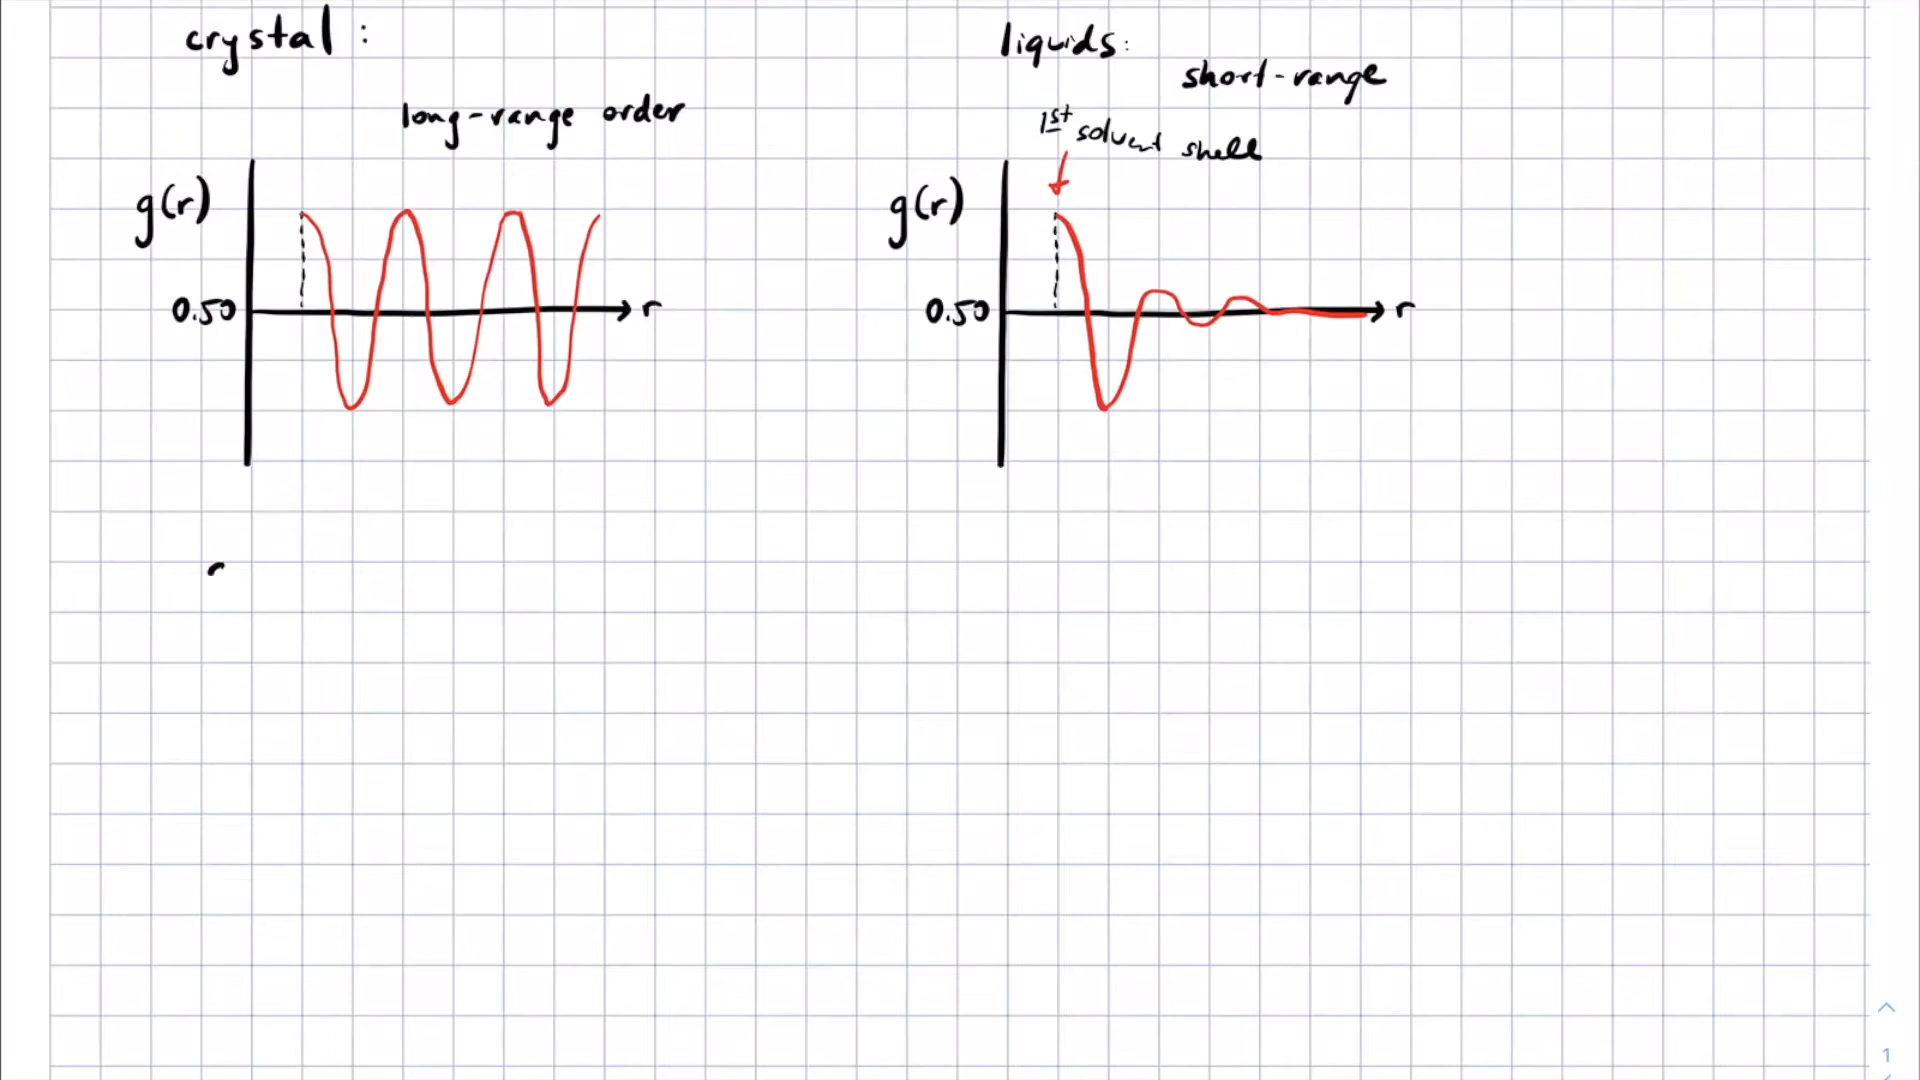 crystal :
long-range order
g(r)
0.50
r
liquids:
short-range
1st solvent shell
g(r)
0.50
r
1